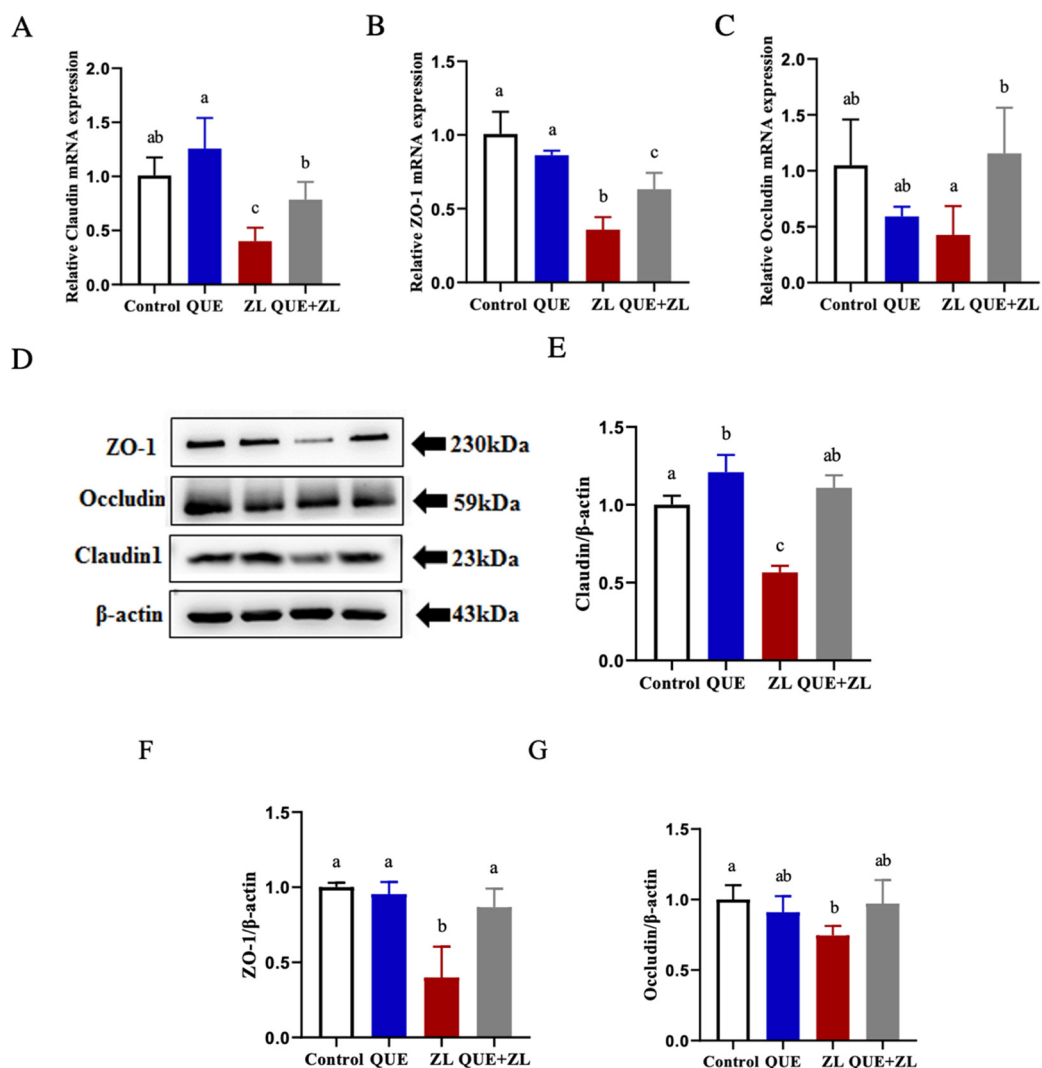 A
Relative Claudin mRNA expression
2.0
1.5
1.0
0.5
0.0
ab
a
c
b
Control QUE ZL QUE+ZL
B
Relative ZO-1 mRNA expression
1.5
1.0
0.5
0.0
a
a
b
c
Control QUE ZL QUE+ZL
C
Relative Occludin mRNA expression
2.0
1.5
1.0
0.5
0.0
ab
ab
a
b
Control QUE ZL QUE+ZL
D
ZO-1 230kDa
Occludin 59kDa
Claudin1 23kDa
β-actin 43kDa
E
Claudin/β-actin
1.5
1.0
0.5
0.0
a
b
c
ab
Control QUE ZL QUE+ZL
F
ZO-1/β-actin
1.5
1.0
0.5
0.0
a
a
b
a
Control QUE ZL QUE+ZL
G
Occludin/β-actin
1.5
1.0
0.5
0.0
a
ab
b
ab
Control QUE ZL QUE+ZL